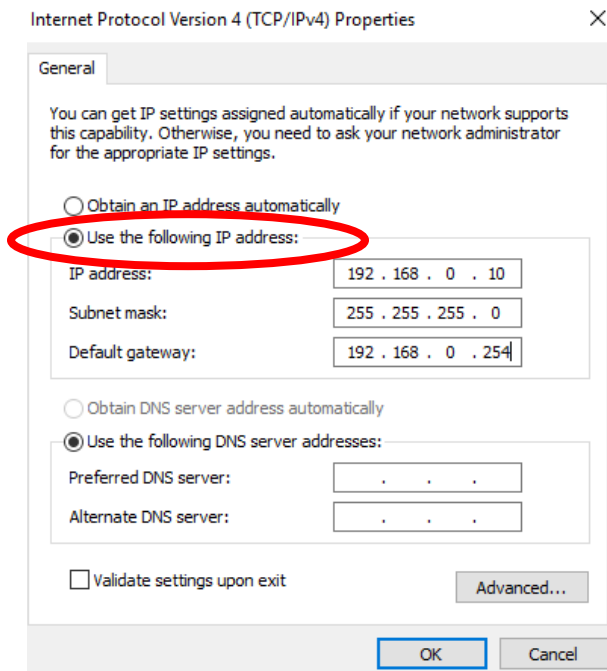 Internet Protocol Version 4 (TCP/IPv4) Properties
General
You can get IP settings assigned automatically if your network supports
this capability. Otherwise, you need to ask your network administrator
for the appropriate IP settings.
Obtain an IP address automatically
Use the following IP address:
IP address: 192 . 168 . 0 . 10
Subnet mask: 255 . 255 . 255 . 0
Default gateway: 192 . 168 . 0 . 254
Obtain DNS server address automatically
Use the following DNS server addresses:
Preferred DNS server: . . .
Alternate DNS server: . . .
Validate settings upon exit
Advanced...
OK Cancel